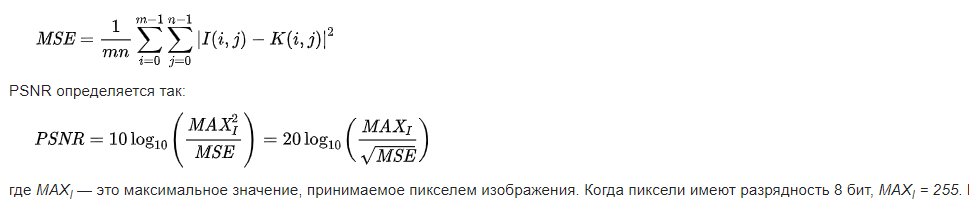 MSE = \frac{1}{mn} \sum_{i=0}^{m-1} \sum_{j=0}^{n-1} |I(i,j) - K(i,j)|^2
PSNR определяется так:
PSNR = 10 \log_{10} \left( \frac{MAX_I^2}{MSE} \right) = 20 \log_{10} \left( \frac{MAX_I}{\sqrt{MSE}} \right)
где MAX_I — это максимальное значение, принимаемое пикселем изображения. Когда пиксели имеют разрядность 8 бит, MAX_I = 255.